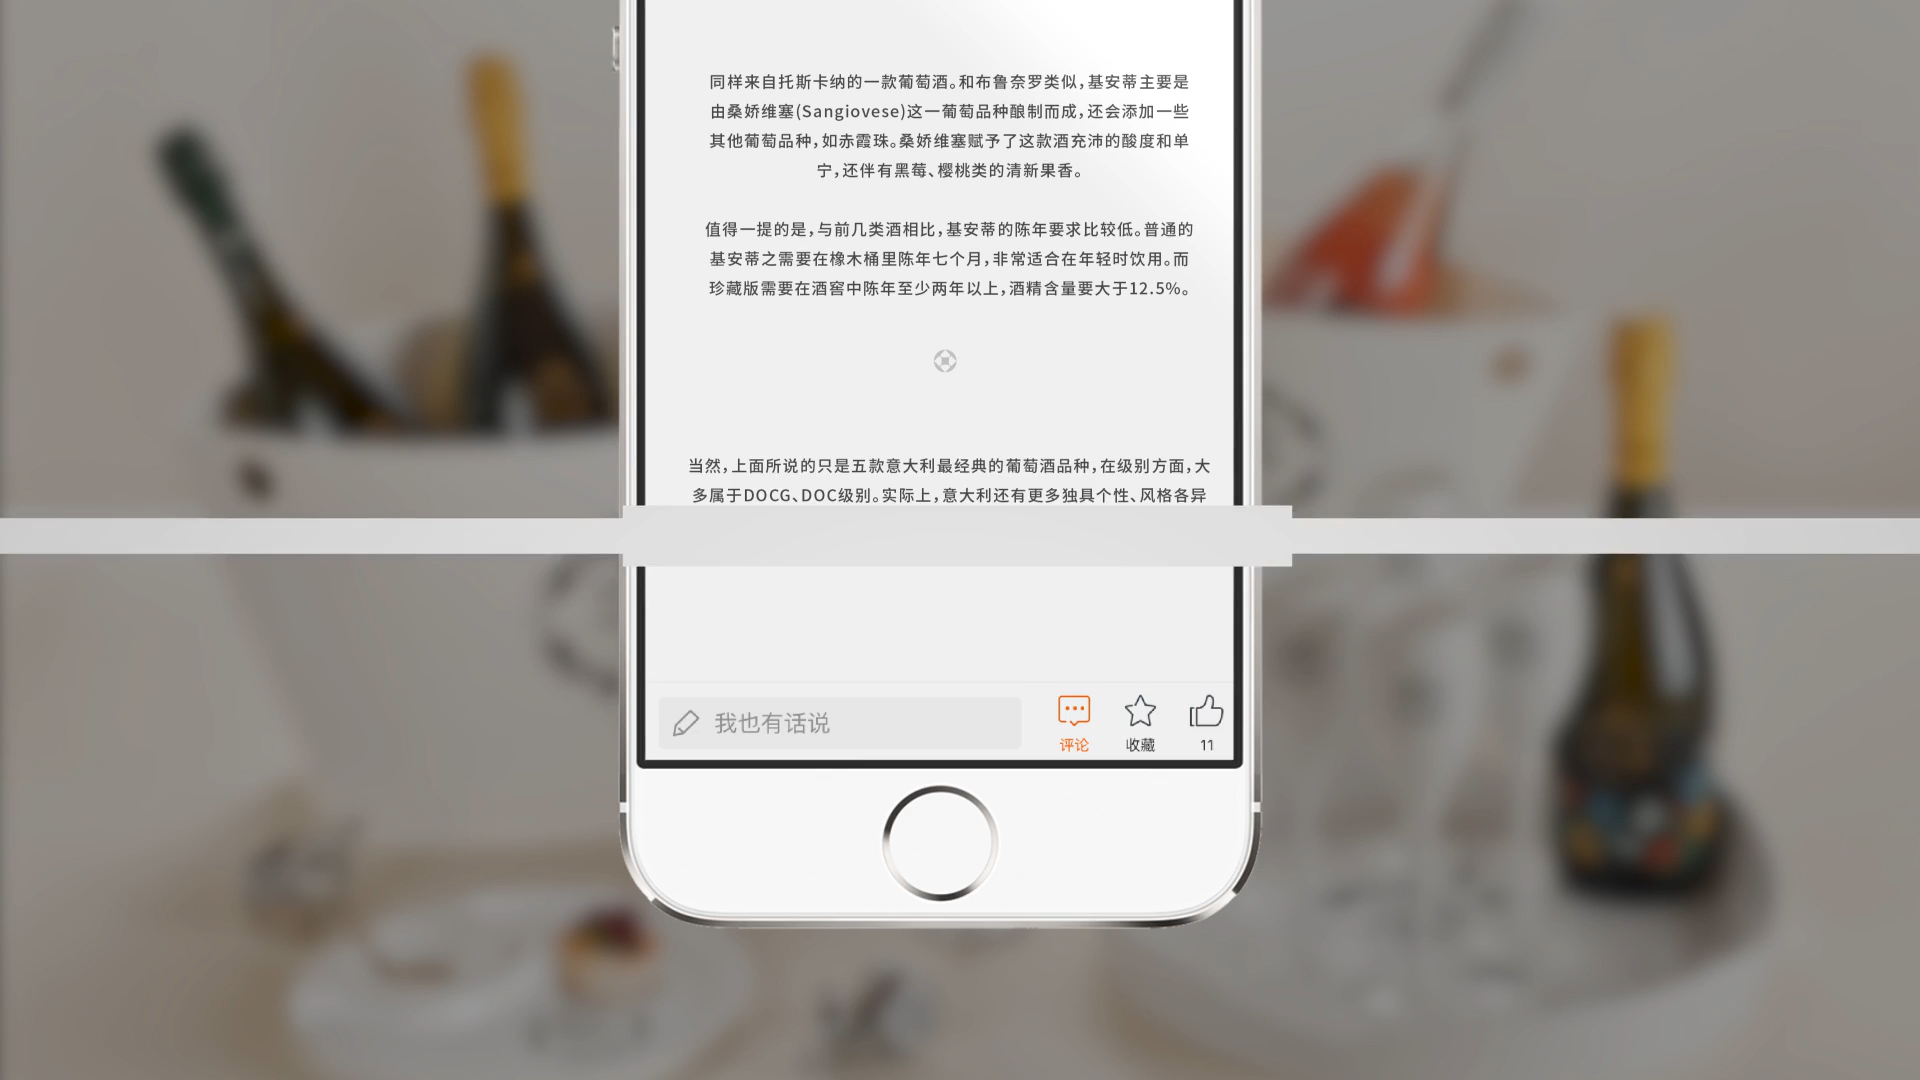 同样来自托斯卡纳的一款葡萄酒。和布鲁奈罗类似，基安蒂主要是
由桑娇维塞(Sangiovese)这一葡萄品种酿制而成，还会添加一些
其他葡萄品种，如赤霞珠。桑娇维塞赋予了这款酒充沛的酸度和单
宁，还伴有黑莓、樱桃类的清新果香。
值得一提的是，与前几类酒相比，基安蒂的陈年要求比较低。普通的
基安蒂之需要在橡木桶里陈年七个月，非常适合在年轻时饮用。而
珍藏版需要在酒窖中陈年至少两年以上，酒精含量要大于12.5%。
当然，上面所说的只是五款意大利最经典的葡萄酒品种，在级别方面，大
多属于DOCG、DOC级别。实际上，意大利还有更多独具个性、风格各异
我也有话说
评论
收藏
11